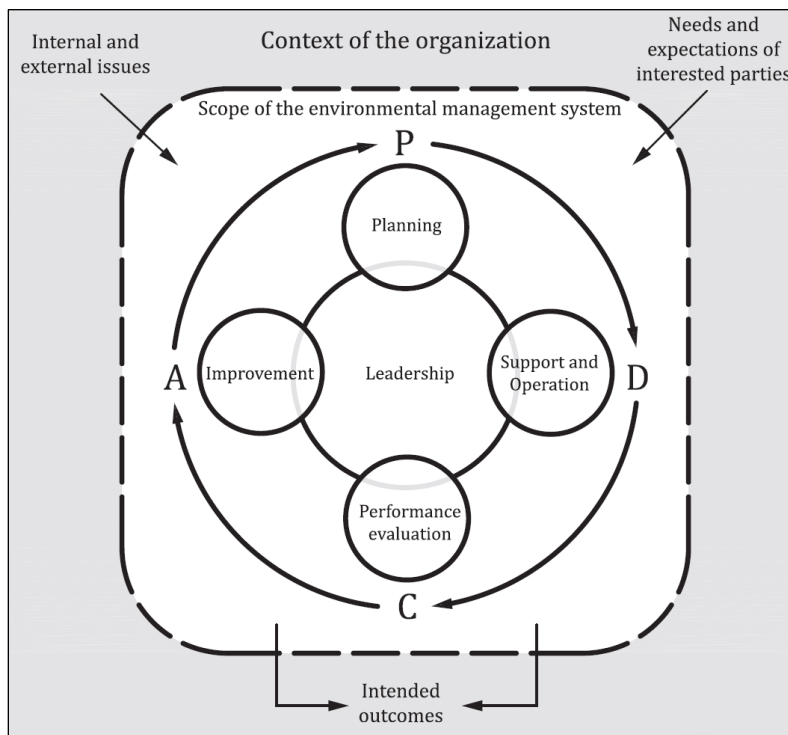 Internal and
external issues
Context of the organization
Needs and
expectations of
interested parties
Scope of the environmental management system
P
Planning
A
Improvement
Leadership
Support and
Operation
D
Performance
evaluation
C
Intended
outcomes